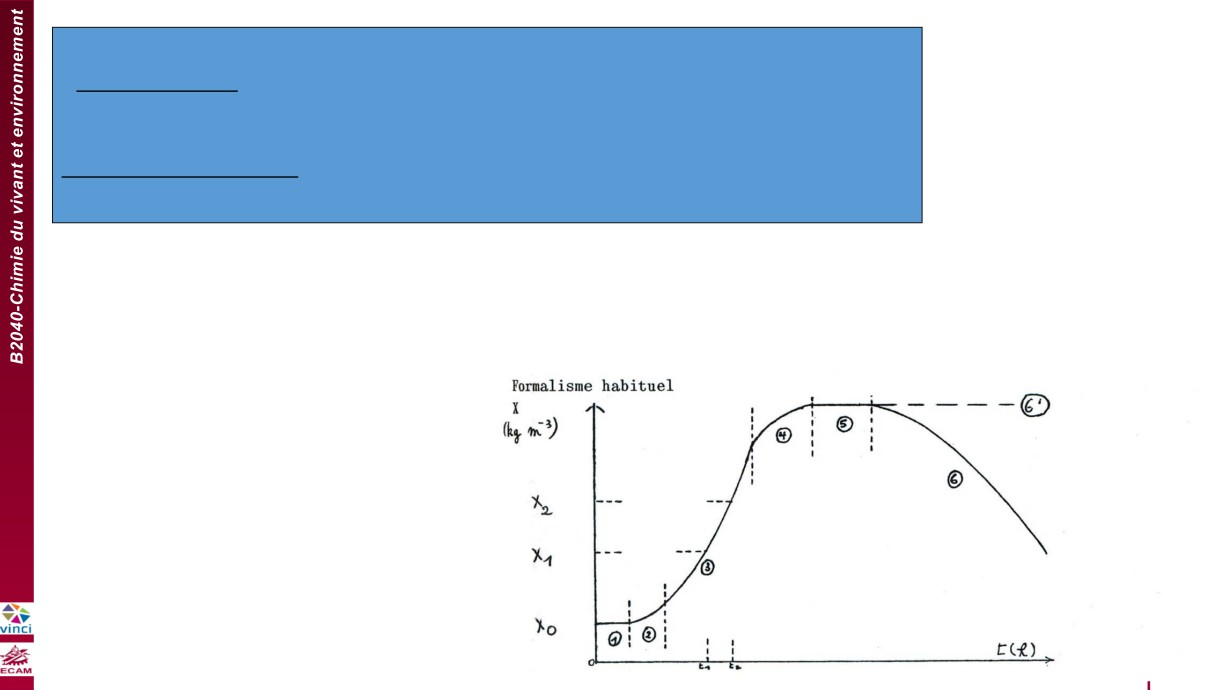 B2040-Chimie du vivant et environnement
vinci
ECAM
Formalisme habituel
X
(kg m⁻³)
6'
4
5
6
X₂
X₁
3
X₀
1
2
t(h)
0
t₁
t₂